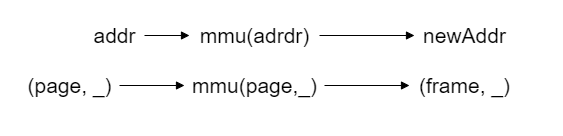 addr mmu(adrdr) newAddr
(page, _) mmu(page,_) (frame, _)